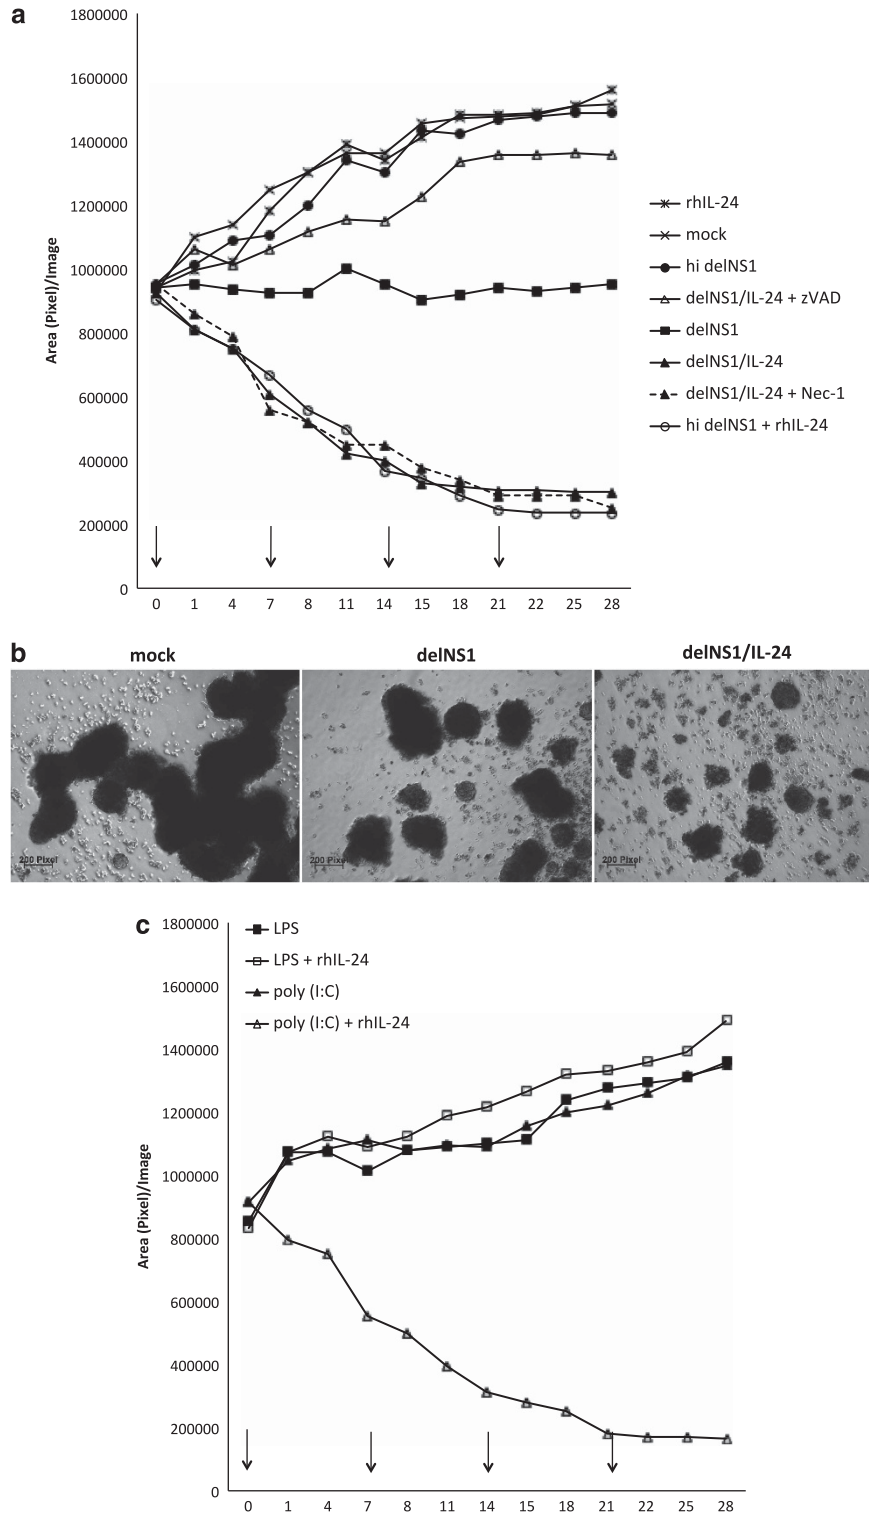 a
1800000
1600000
1400000
1200000
1000000
800000
600000
400000
200000
0
Area (Pixel)/Image
0 1 4 7 8 11 14 15 18 21 22 25 28
rhIL-24
mock
hi delNS1
delNS1/IL-24 + zVAD
delNS1
delNS1/IL-24
delNS1/IL-24 + Nec-1
hi delNS1 + rhIL-24
b
mock delNS1 delNS1/IL-24
200 Pixel 200 Pixel 200 Pixel
c
1800000
1600000
1400000
1200000
1000000
800000
600000
400000
200000
0
Area (Pixel)/Image
LPS
LPS + rhIL-24
poly (I:C)
poly (I:C) + rhIL-24
0 1 4 7 8 11 14 15 18 21 22 25 28